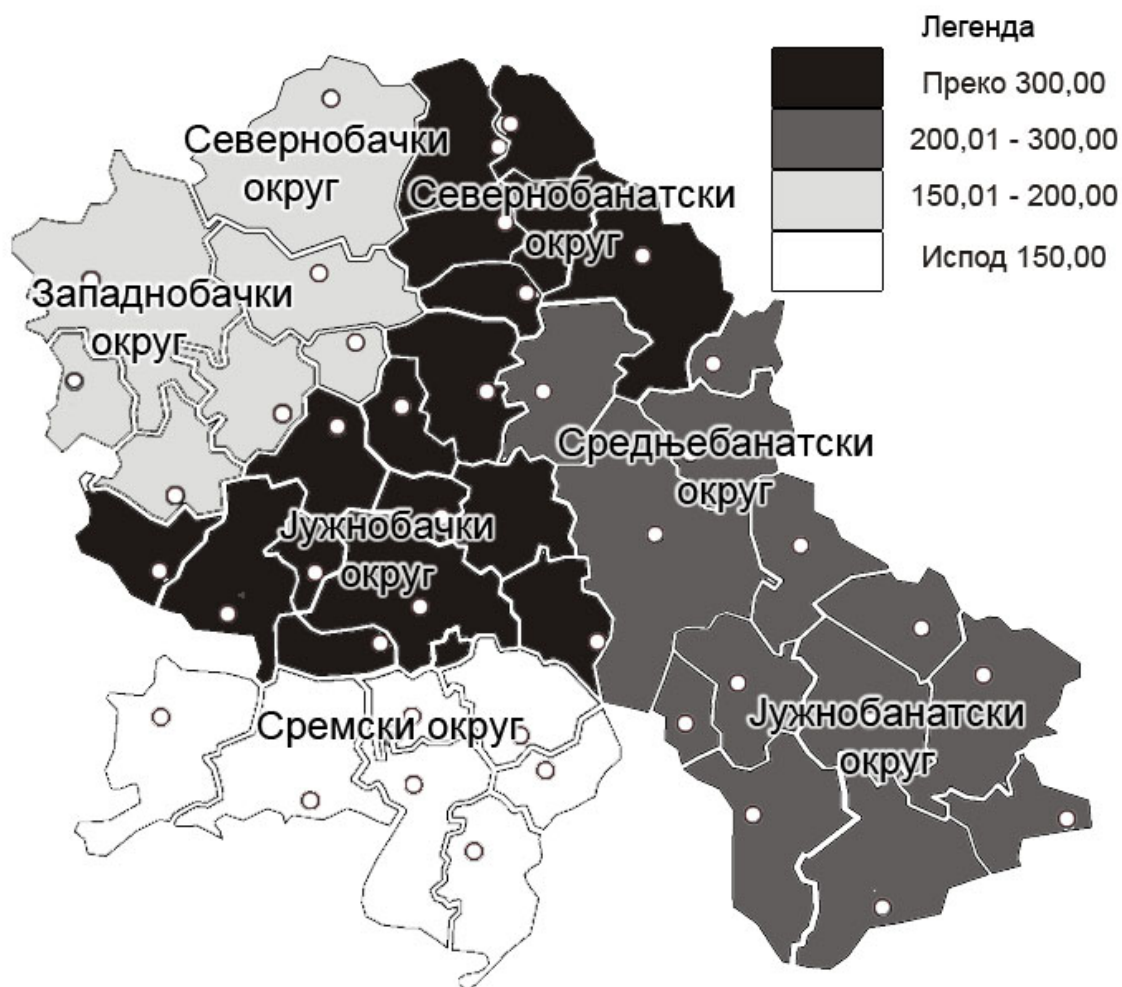 Легенда
Преко 300,00
200,01 - 300,00
150,01 - 200,00
Испод 150,00
Севернобачки
округ
Севернобанатски
округ
Западнобачки
округ
Средњебанатски
округ
Јужнобачки
округ
Сремски округ
Јужнобанатски
округ